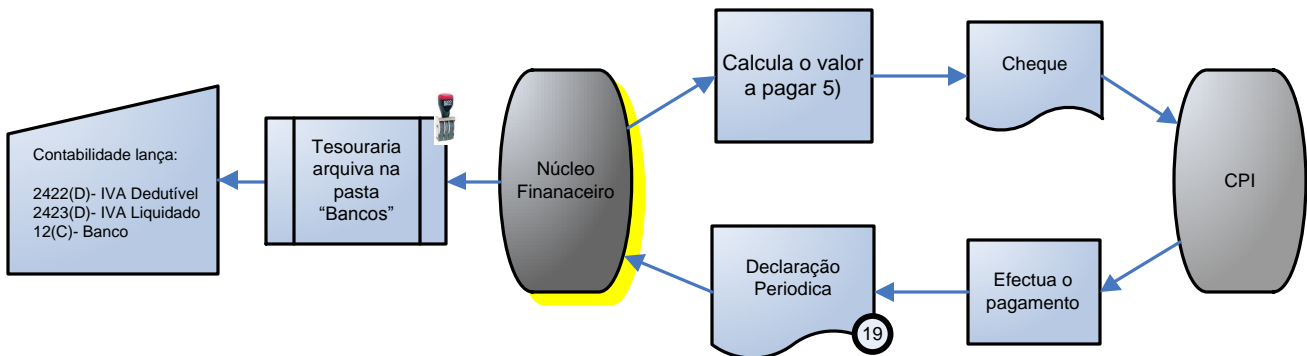 Contabilidade lança:
2422(D)- IVA Dedutível
2423(D)- IVA Liquidado
12(C)- Banco
Tesouraria
arquiva na
pasta
“Bancos”
Núcleo
Finanaceiro
Calcula o valor
a pagar 5)
Cheque
CPI
Efectua o
pagamento
Declaração
Periodica
19